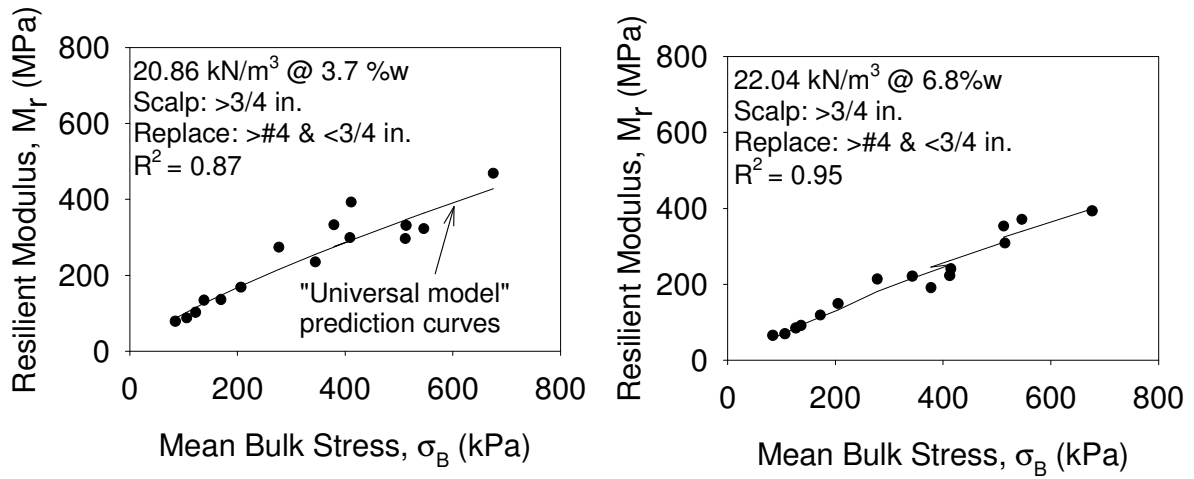 Resilient Modulus, Mr (MPa)
800
600
400
200
0
20.86 kN/m³ @ 3.7 %w
Scalp: >3/4 in.
Replace: >#4 & <3/4 in.
R² = 0.87
"Universal model"
prediction curves
0 200 400 600 800
Mean Bulk Stress, σB (kPa)
Resilient Modulus, Mr (MPa)
800
600
400
200
0
22.04 kN/m³ @ 6.8%w
Scalp: >3/4 in.
Replace: >#4 & <3/4 in.
R² = 0.95
0 200 400 600 800
Mean Bulk Stress, σB (kPa)